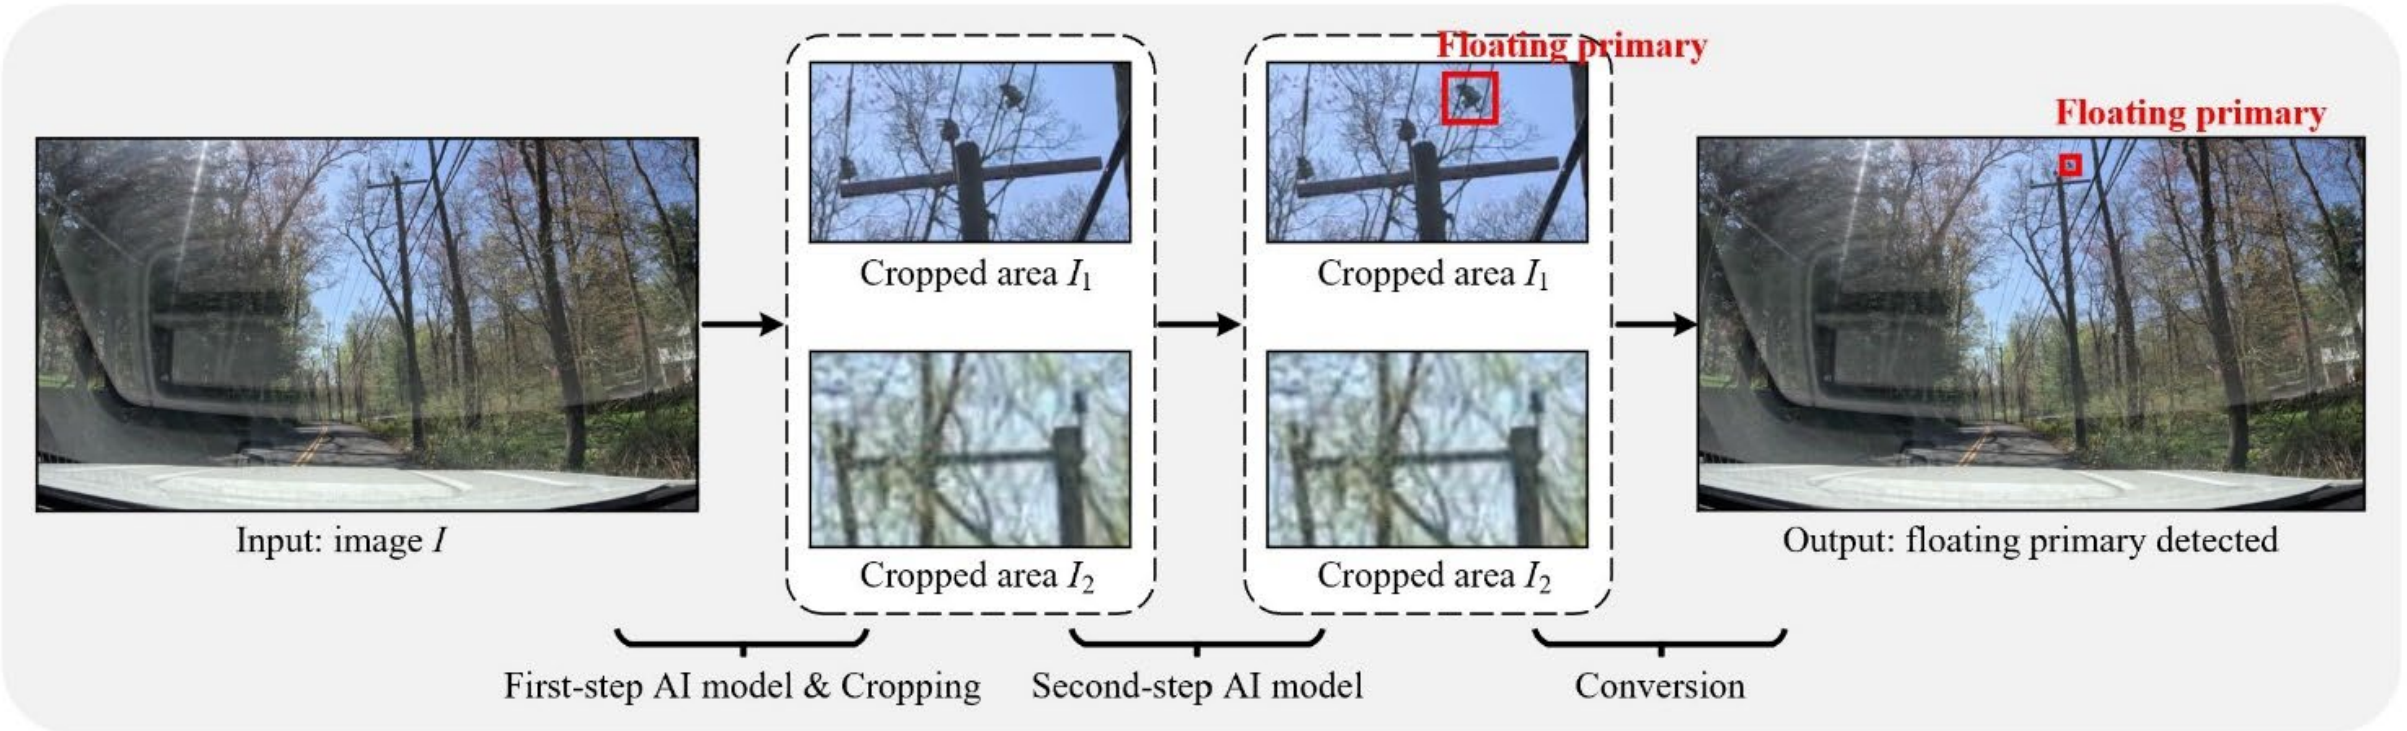 Floating primary
Floating primary
Cropped area I1
Cropped area I1
Input: image I
Output: floating primary detected
Cropped area I2
Cropped area I2
First-step AI model & Cropping
Second-step AI model
Conversion